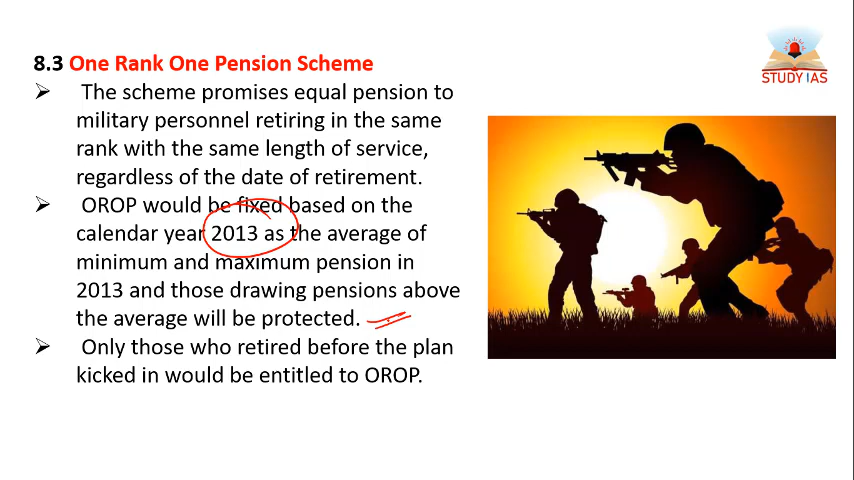 8.3 One Rank One Pension Scheme
➢ The scheme promises equal pension to
military personnel retiring in the same
rank with the same length of service,
regardless of the date of retirement.
➢ OROP would be fixed based on the
calendar year 2013 as the average of
minimum and maximum pension in
2013 and those drawing pensions above
the average will be protected.
➢ Only those who retired before the plan
kicked in would be entitled to OROP.
STUDY IAS